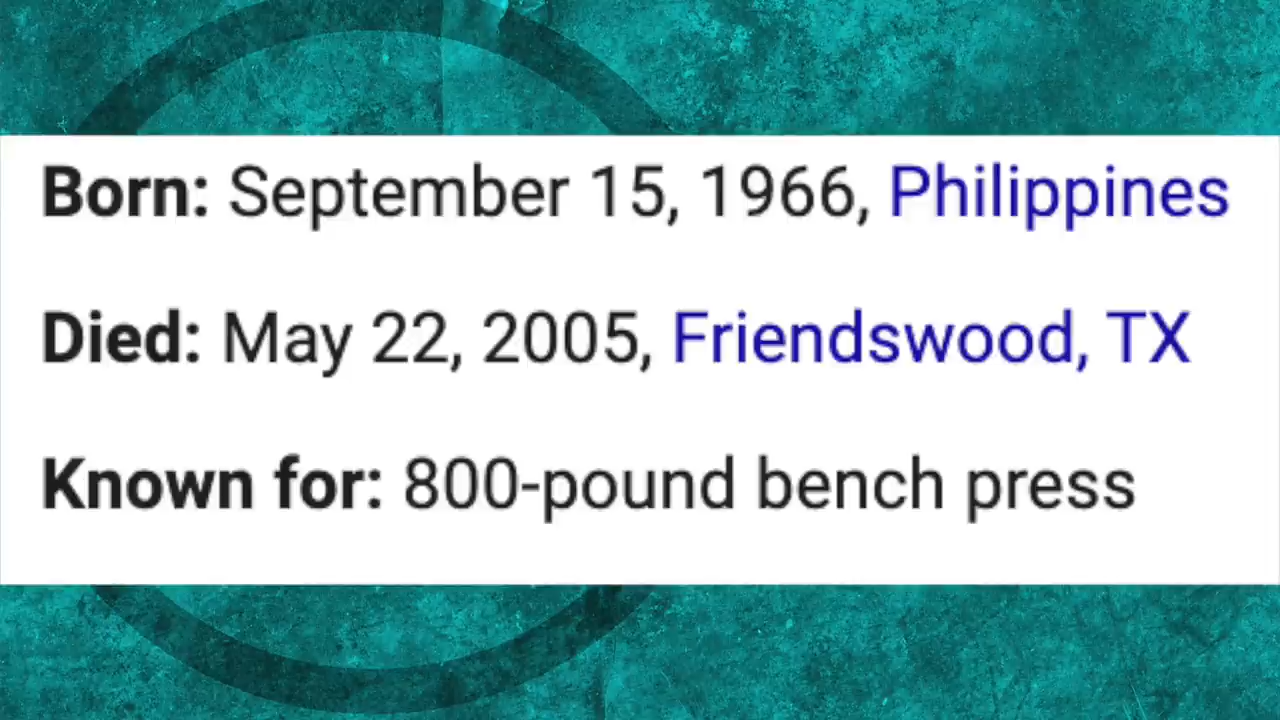 Born: September 15, 1966, Philippines
Died: May 22, 2005, Friendswood, TX
Known for: 800-pound bench press